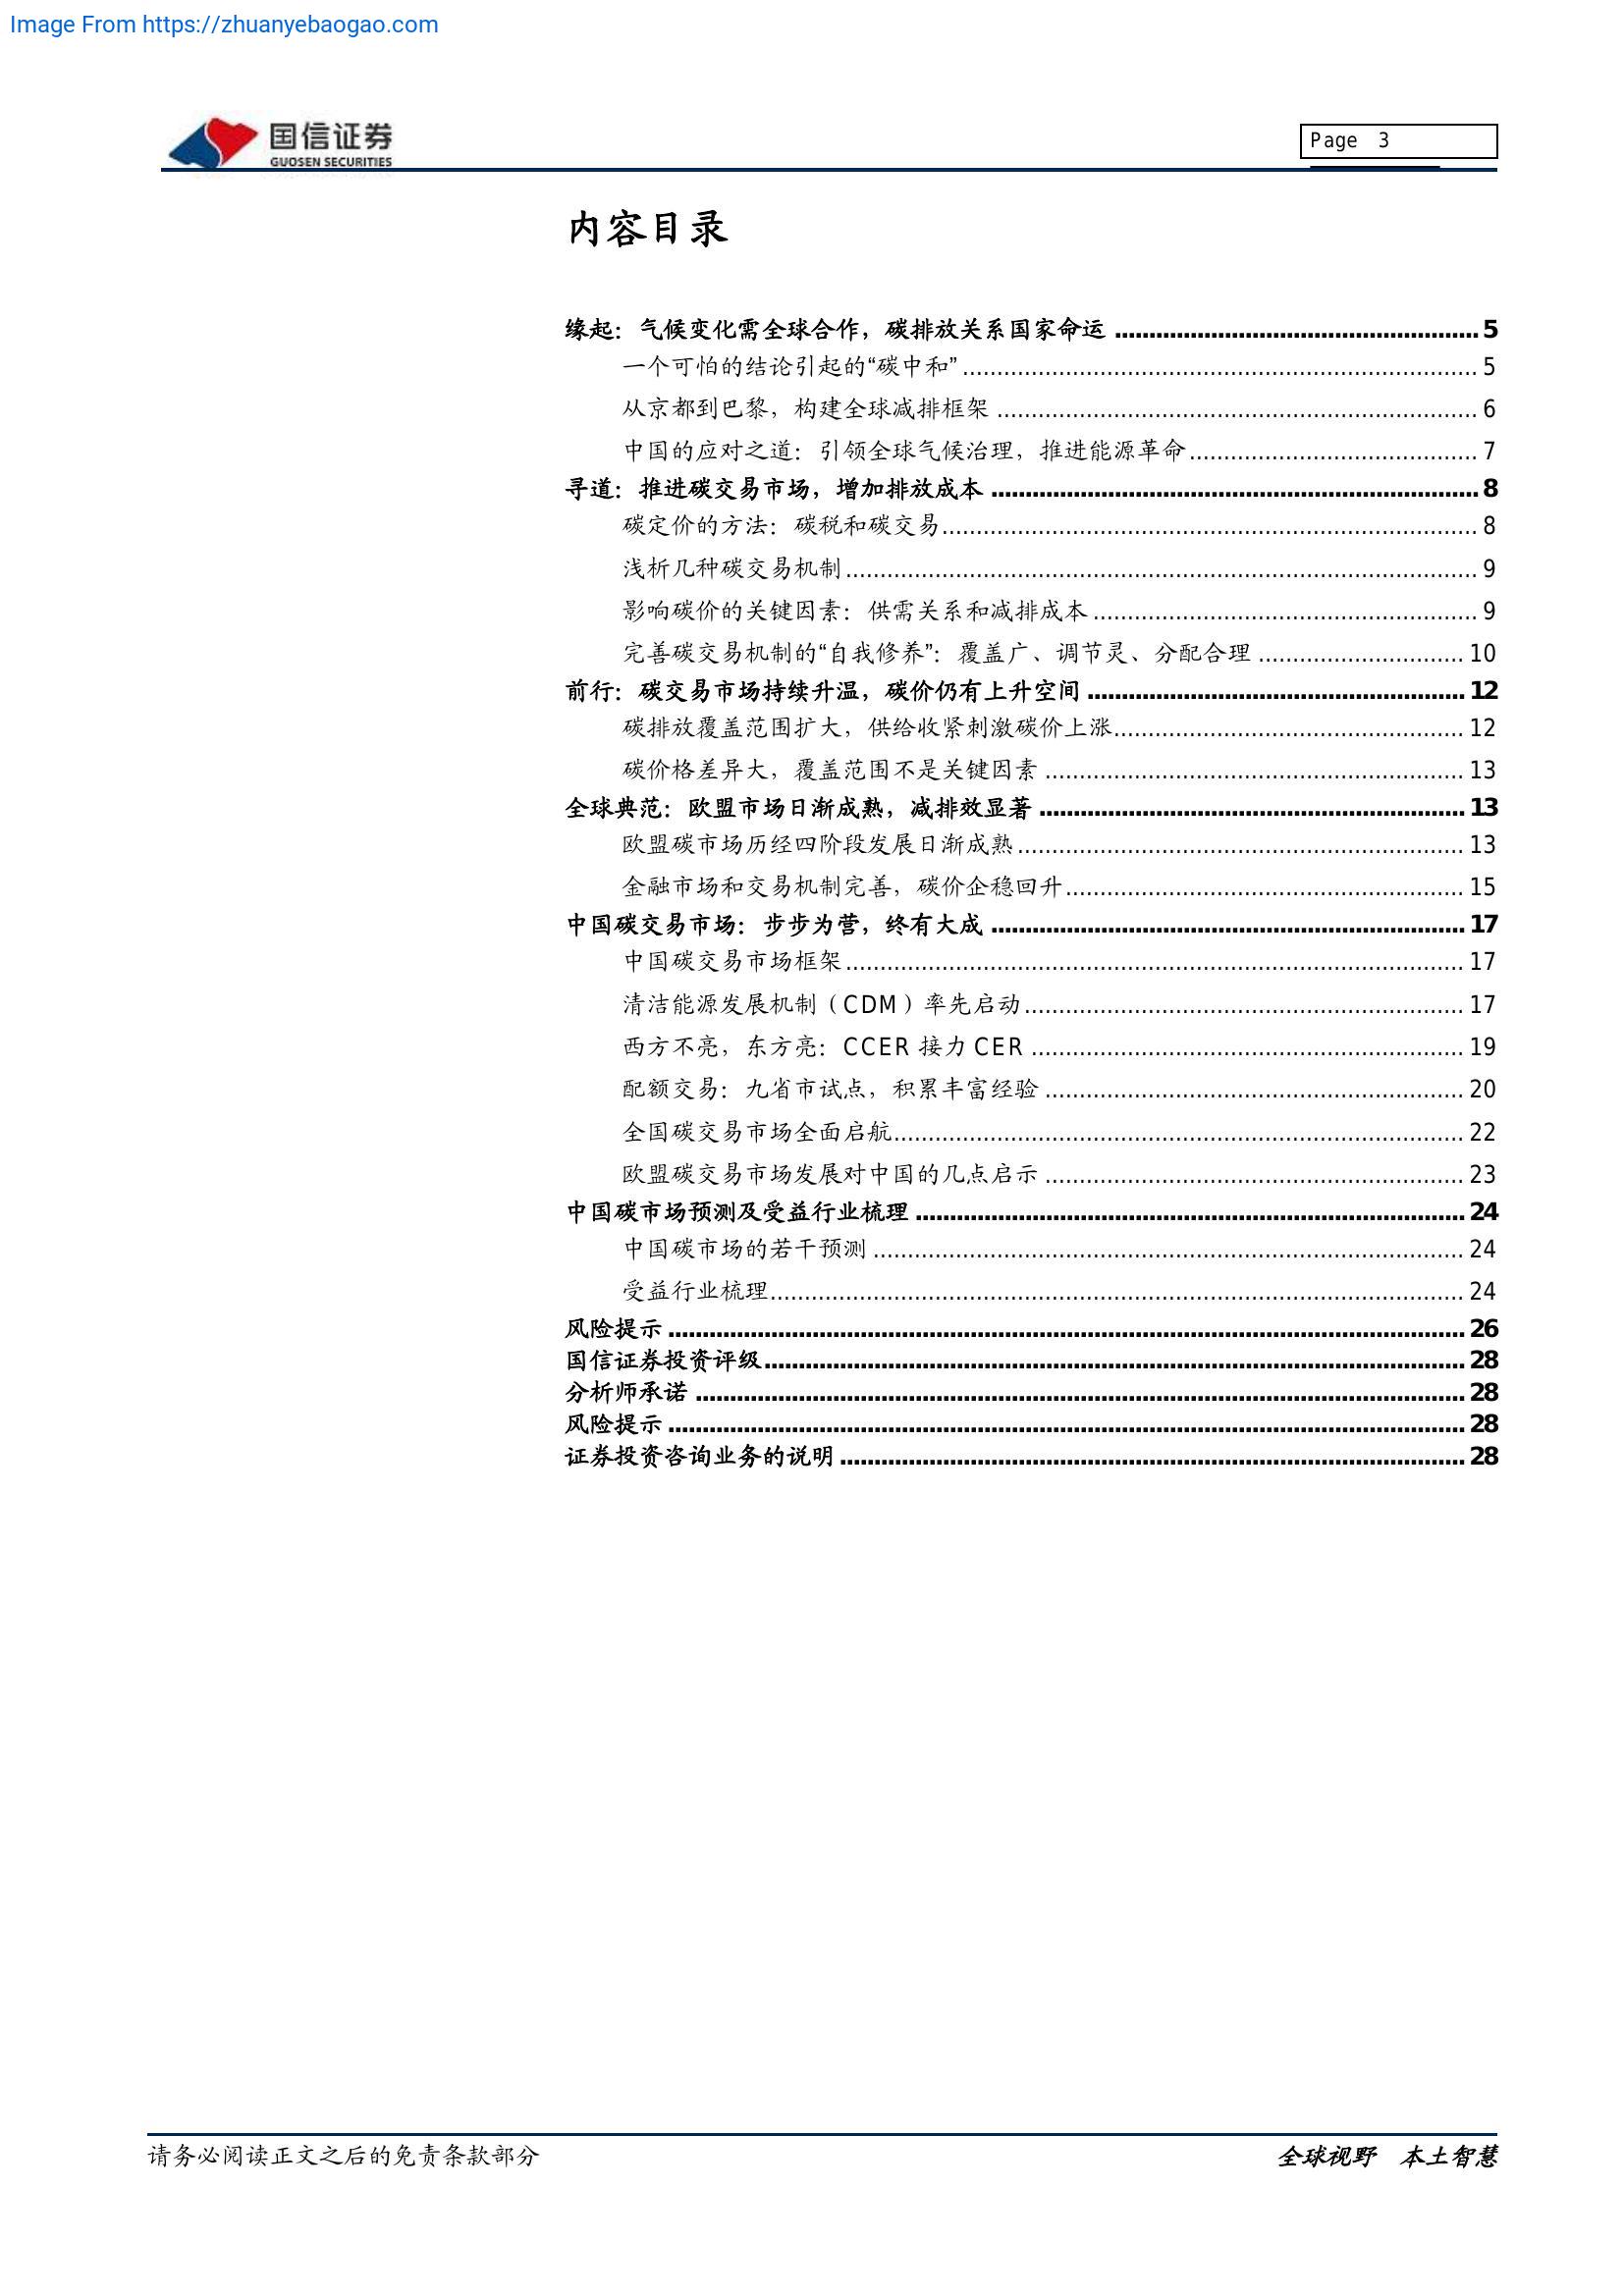 Image From https://zhuanyebaogao.com
国信证券
GUOSEN SECURITIES
Page 3
内容目录
缘起：气候变化需全球合作，碳排放关系国家命运 ........ 5
一个可怕的结论引起的“碳中和” ........ 5
从京都到巴黎，构建全球减排框架 ........ 6
中国的应对之道：引领全球气候治理，推进能源革命 ........ 7
寻道：推进碳交易市场，增加排放成本 ........ 8
碳定价的方法：碳税和碳交易 ........ 8
浅析几种碳交易机制 ........ 9
影响碳价的关键因素：供需关系和减排成本 ........ 9
完善碳交易机制的“自我修养”：覆盖广、调节灵、分配合理 ........ 10
前行：碳交易市场持续升温，碳价仍有上升空间 ........ 12
碳排放覆盖范围扩大，供给收紧刺激碳价上涨 ........ 12
碳价格差异大，覆盖范围不是关键因素 ........ 13
全球典范：欧盟市场日渐成熟，减排效显著 ........ 13
欧盟碳市场历经四阶段发展日渐成熟 ........ 13
金融市场和交易机制完善，碳价企稳回升 ........ 15
中国碳交易市场：步步为营，终有大成 ........ 17
中国碳交易市场框架 ........ 17
清洁能源发展机制（CDM）率先启动 ........ 17
西方不亮，东方亮：CCER 接力 CER ........ 19
配额交易：九省市试点，积累丰富经验 ........ 20
全国碳交易市场全面启航 ........ 22
欧盟碳交易市场发展对中国的几点启示 ........ 23
中国碳市场预测及受益行业梳理 ........ 24
中国碳市场的若干预测 ........ 24
受益行业梳理 ........ 24
风险提示 ........ 26
国信证券投资评级 ........ 28
分析师承诺 ........ 28
风险提示 ........ 28
证券投资咨询业务的说明 ........ 28
请务必阅读正文之后的免责条款部分
全球视野 本土智慧